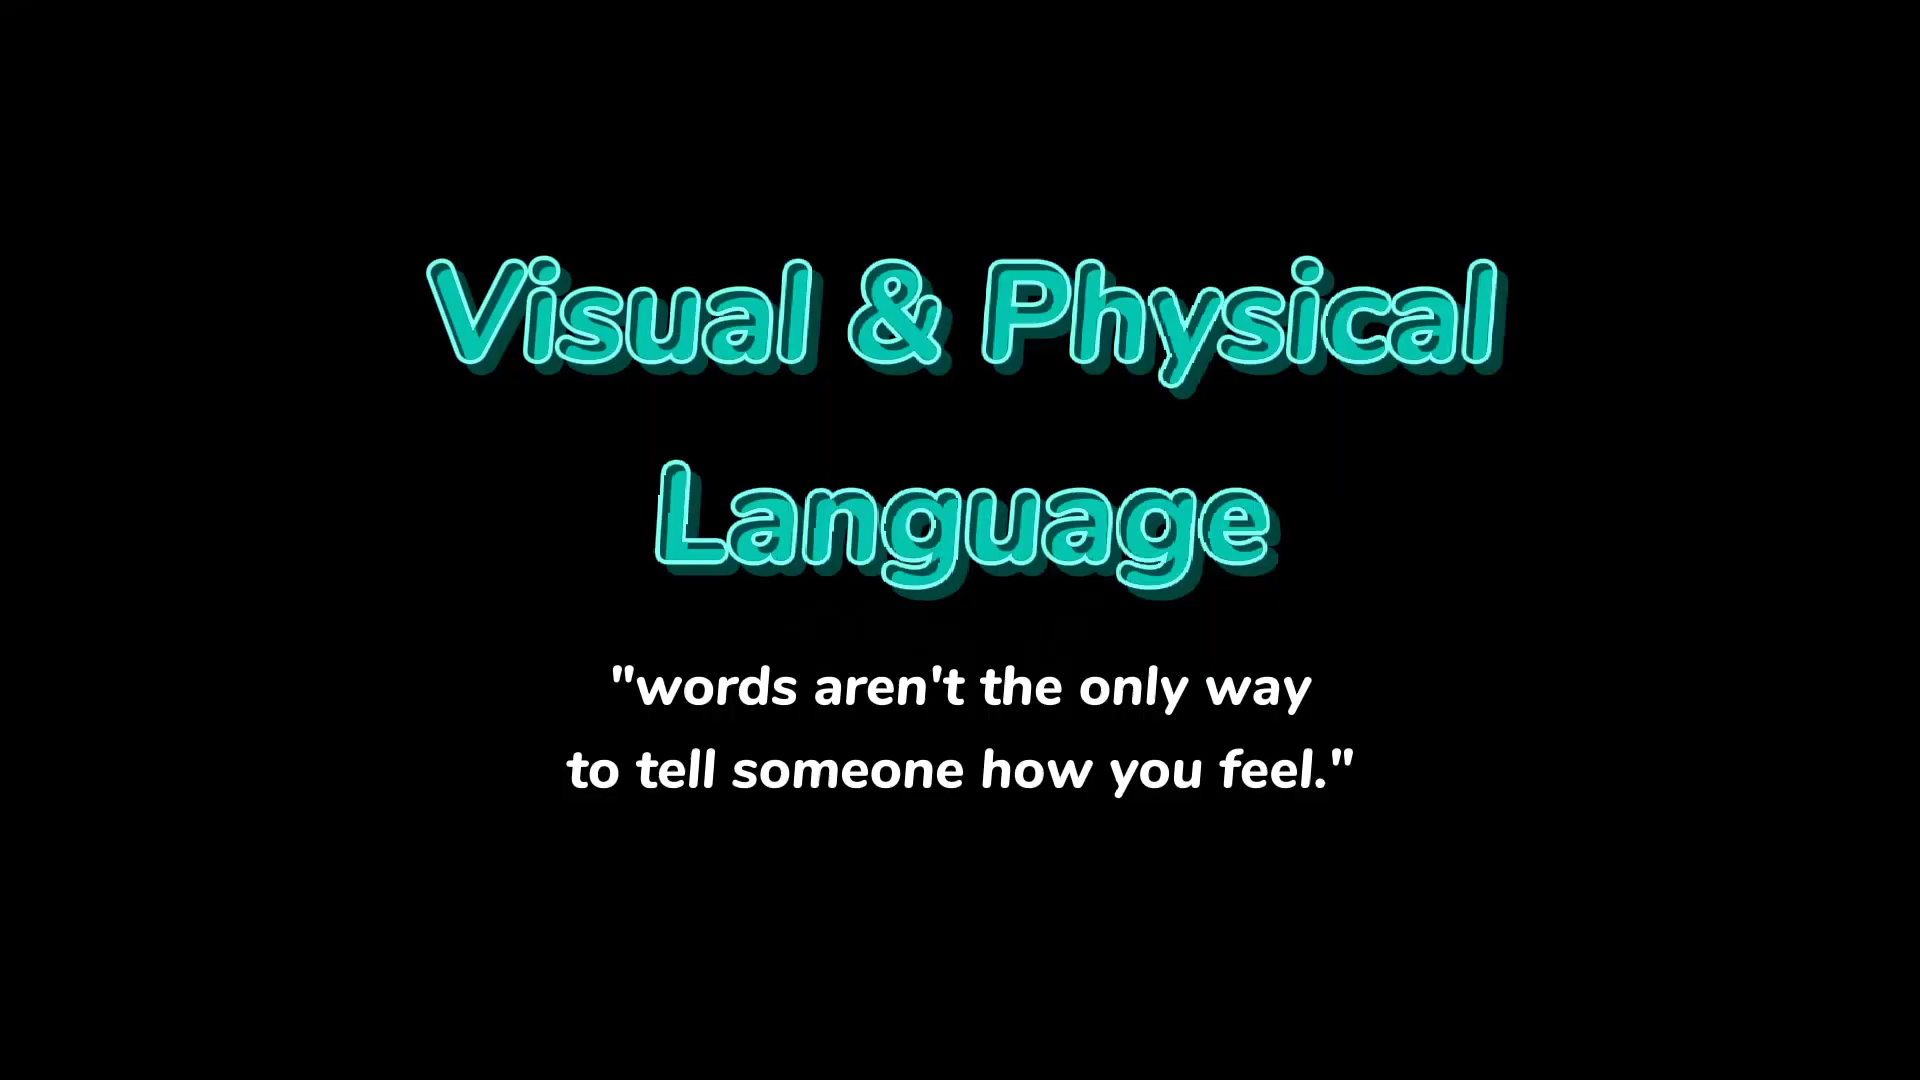 Visual & Physical
Language
"words aren't the only way
to tell someone how you feel."